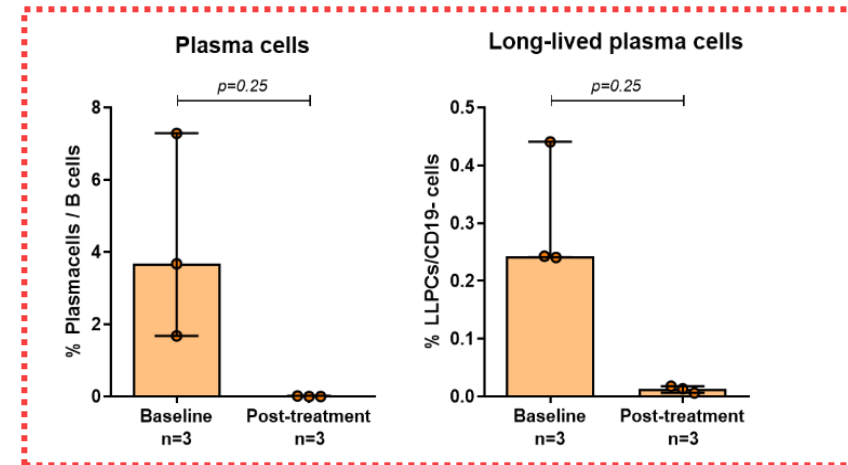 Plasma cells
p=0.25
% Plasmacells / B cells
8
6
4
2
0
Baseline
n=3
Post-treatment
n=3
Long-lived plasma cells
p=0.25
% LLPCs/CD19- cells
0.5
0.4
0.3
0.2
0.1
0.0
Baseline
n=3
Post-treatment
n=3